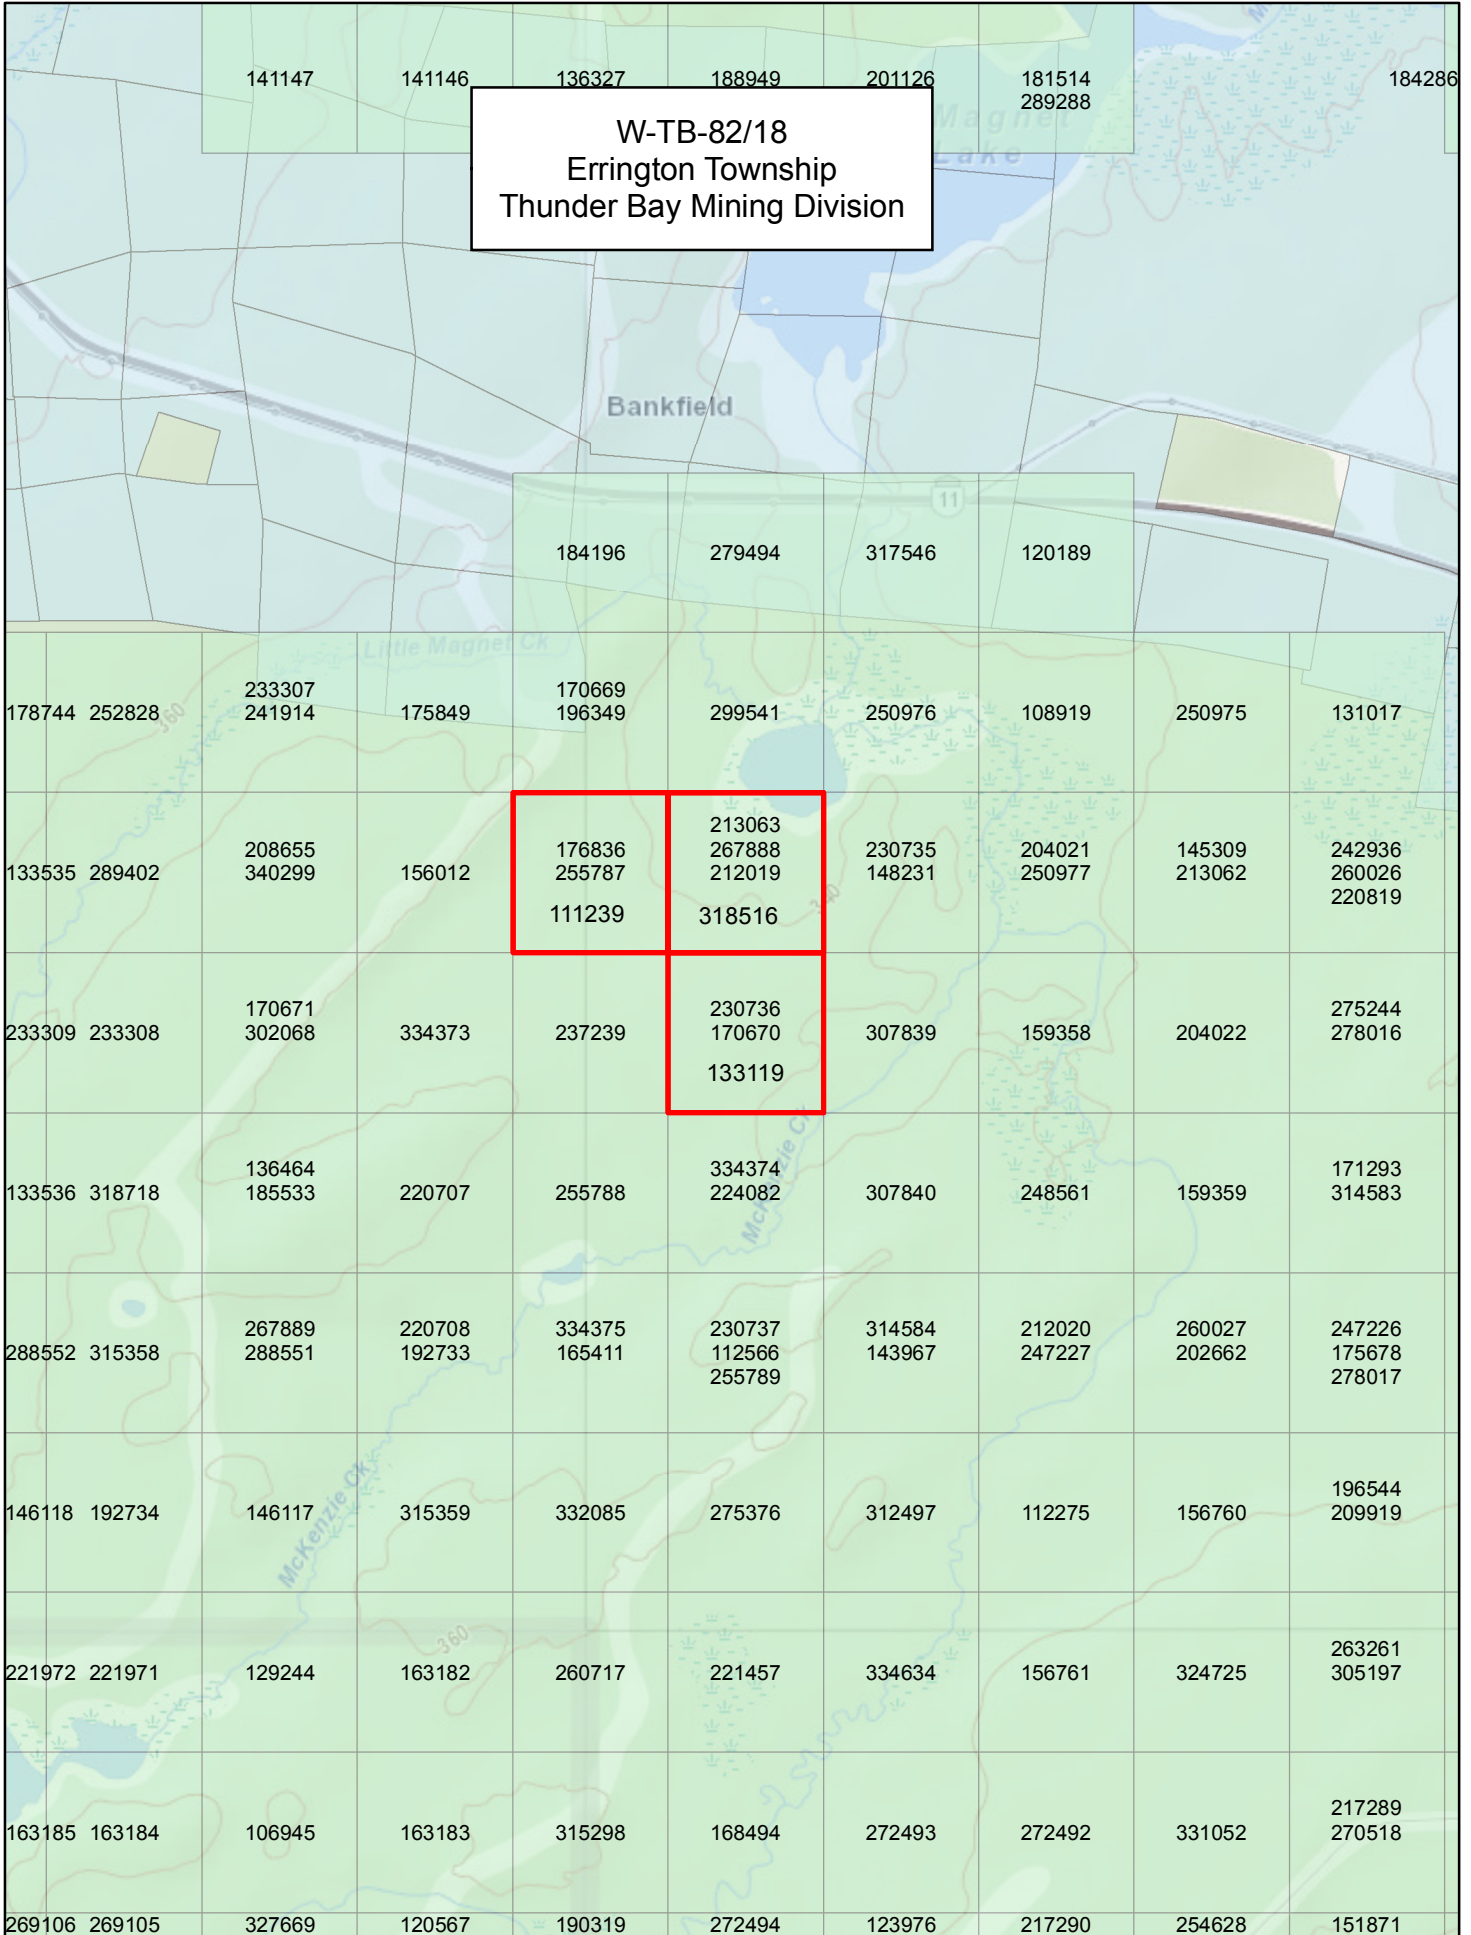 141147 141146 136327 188949 201126 181514 184286
289288
Magnet
Lake
W-TB-82/18
Errington Township
Thunder Bay Mining Division
Bankfield
11
184196 279494 317546 120189
Little Magnet Ck
233307 170669
178744 252828 241914 175849 196349 299541 250976 108919 250975 131017
360
213063
208655 176836 267888 230735 204021 145309 242936
133535 289402 340299 156012 255787 212019 148231 250977 213062 260026
220819
111239 318516
340
170671 230736 275244
233309 233308 302068 334373 237239 170670 307839 159358 204022 278016
133119
McKenzie Ck
136464 334374 171293
133536 318718 185533 220707 255788 224082 307840 248561 159359 314583
267889 220708 334375 230737 314584 212020 260027 247226
288552 315358 288551 192733 165411 112566 143967 247227 202662 175678
255789 278017
196544
146118 192734 146117 315359 332085 275376 312497 112275 156760 209919
McKenzie Ck
360
263261
221972 221971 129244 163182 260717 221457 334634 156761 324725 305197
217289
163185 163184 106945 163183 315298 168494 272493 272492 331052 270518
269106 269105 327669 120567 190319 272494 123976 217290 254628 151871